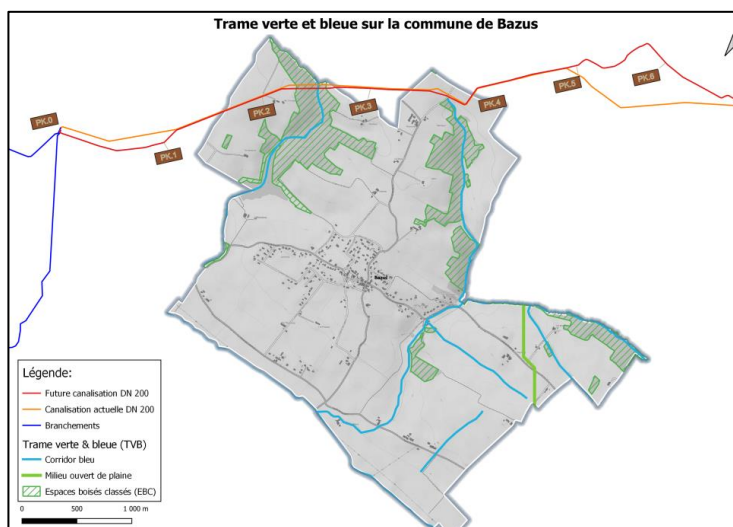 Trame verte et bleue sur la commune de Bazus
PK.0
PK.1
PK.2
PK.3
PK.4
PK.5
PK.6
Bazus
Légende:
Future canalisation DN 200
Canalisation actuelle DN 200
Branchements
Trame verte & bleue (TVB)
Corridor bleu
Milieu ouvert de plaine
Espaces boisés classés (EBC)
0 500 1 000 m